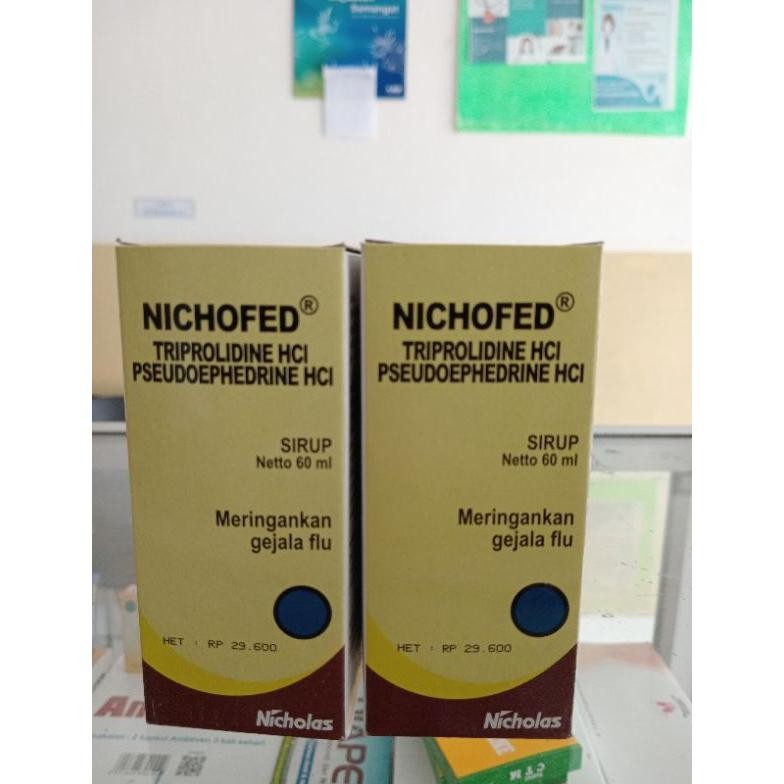 Semangat!
NICHOFED®
TRIPROLIDINE HCl
PSEUDOEPHEDRINE HCl
SIRUP
Netto 60 ml
Meringankan
gejala flu
HET : RP 29.600
Nicholas
NICHOFED®
TRIPROLIDINE HCl
PSEUDOEPHEDRINE HCl
SIRUP
Netto 60 ml
Meringankan
gejala flu
HET : RP 29.600
Nicholas